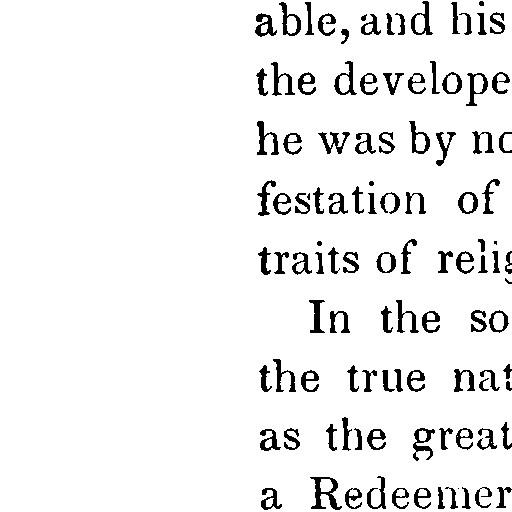 able, and his
the develope
he was by no
festation of
traits of relig
In the so
the true nat
as the great
a Redeemer